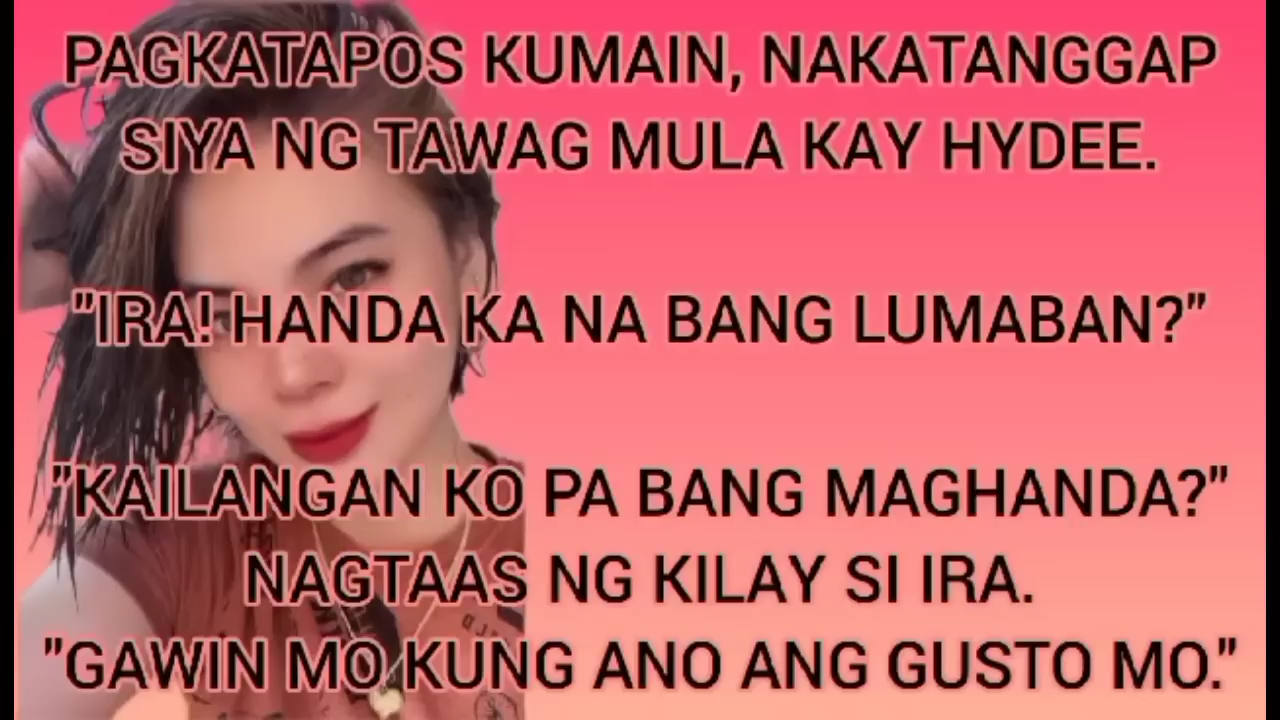 PAGKATAPOS KUMAIN, NAKATANGGAP
SIYA NG TAWAG MULA KAY HYDEE.
"IRA! HANDA KA NA BANG LUMABAN?"
"KAILANGAN KO PA BANG MAGHANDA?"
NAGTAAS NG KILAY SI IRA.
"GAWIN MO KUNG ANO ANG GUSTO MO."